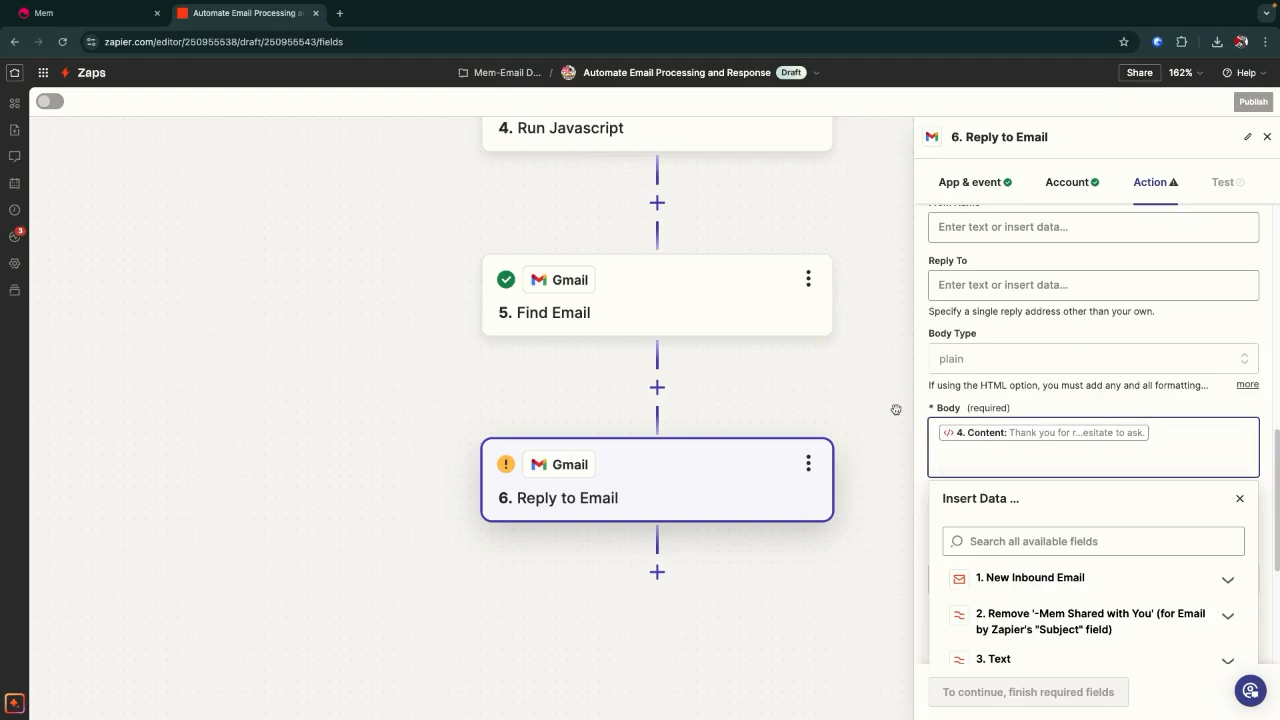 Mem
Automate Email Processing a
zapier.com/editor/250955538/draft/250955543/fields
Zaps
Mem-Email D... / Automate Email Processing and Response Draft
Share 162% Help
Publish
4. Run Javascript
Gmail
5. Find Email
Gmail
6. Reply to Email
3
6. Reply to Email
App & event Account Action Test
Enter text or insert data...
Reply To
Enter text or insert data...
Specify a single reply address other than your own.
Body Type
plain
If using the HTML option, you must add any and all formatting... more
* Body (required)
4. Content: Thank you for r...esitate to ask.
Insert Data ...
Search all available fields
1. New Inbound Email
2. Remove '-Mem Shared with You' (for Email
by Zapier's "Subject" field)
3. Text
To continue, finish required fields